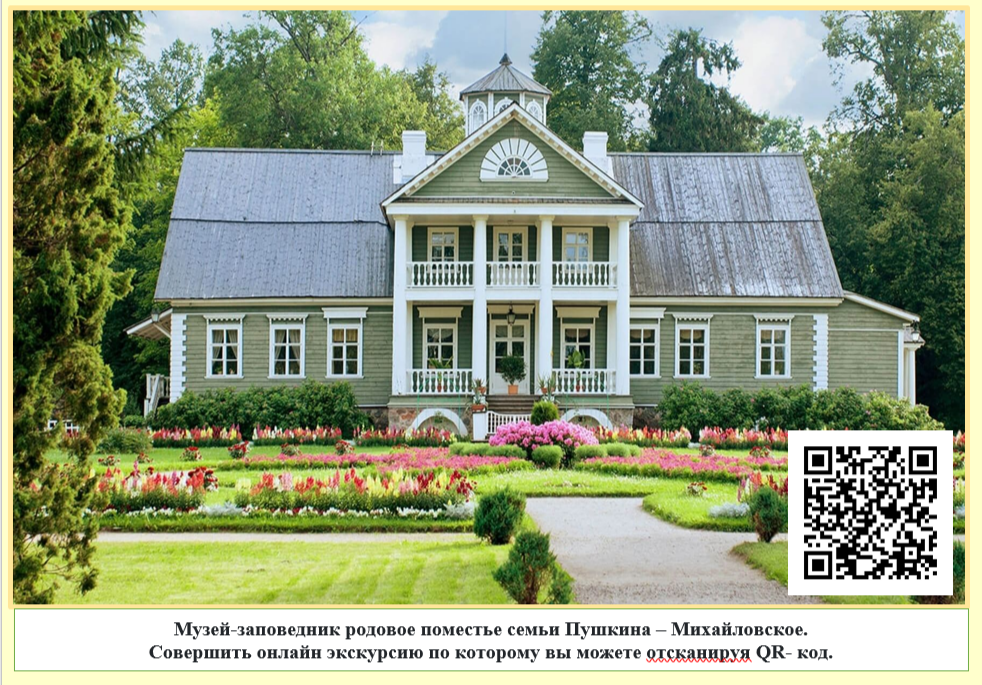 Музей-заповедник родовое поместье семьи Пушкина – Михайловское.
Совершить онлайн экскурсию по которому вы можете отсканируя QR- код.